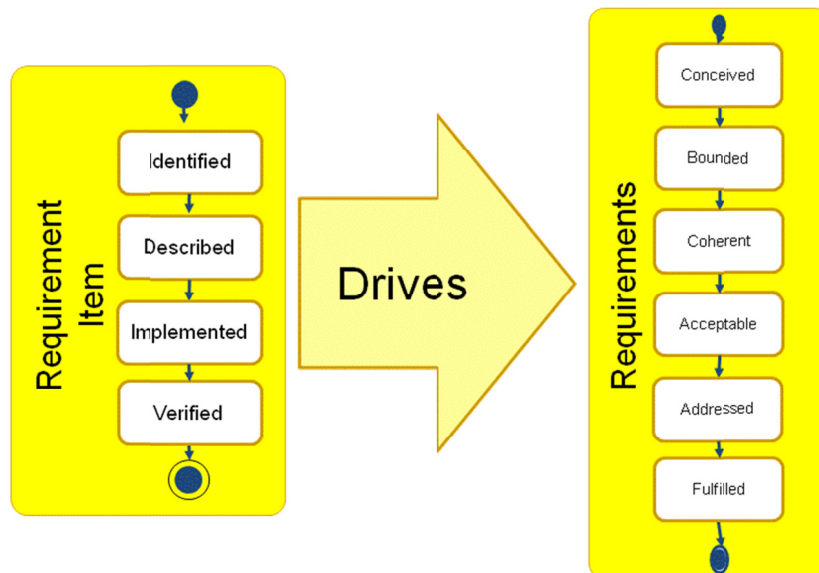 Requirement
Item
Identified
Described
Implemented
Verified
Drives
Requirements
Conceived
Bounded
Coherent
Acceptable
Addressed
Fulfilled